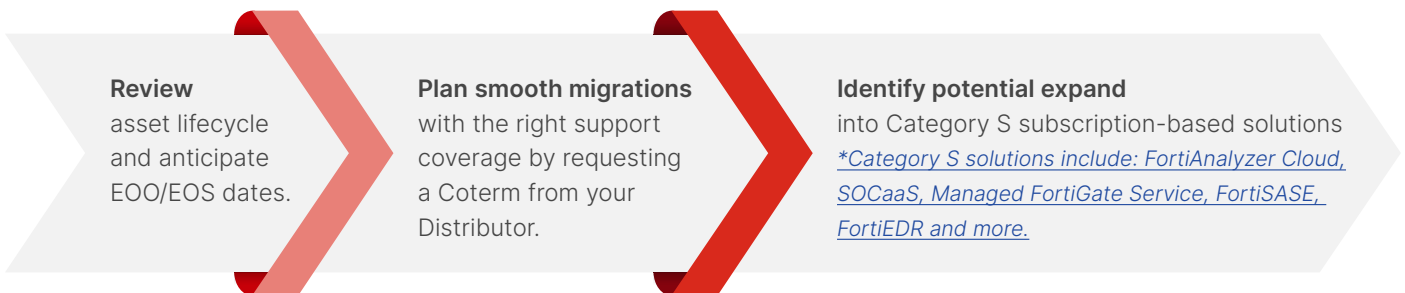 Review
asset lifecycle
and anticipate
EOO/EOS dates.
Plan smooth migrations
with the right support
coverage by requesting
a Coterm from your
Distributor.
Identify potential expand
into Category S subscription-based solutions
*Category S solutions include: FortiAnalyzer Cloud,
SOCaaS, Managed FortiGate Service, FortiSASE,
FortiEDR and more.